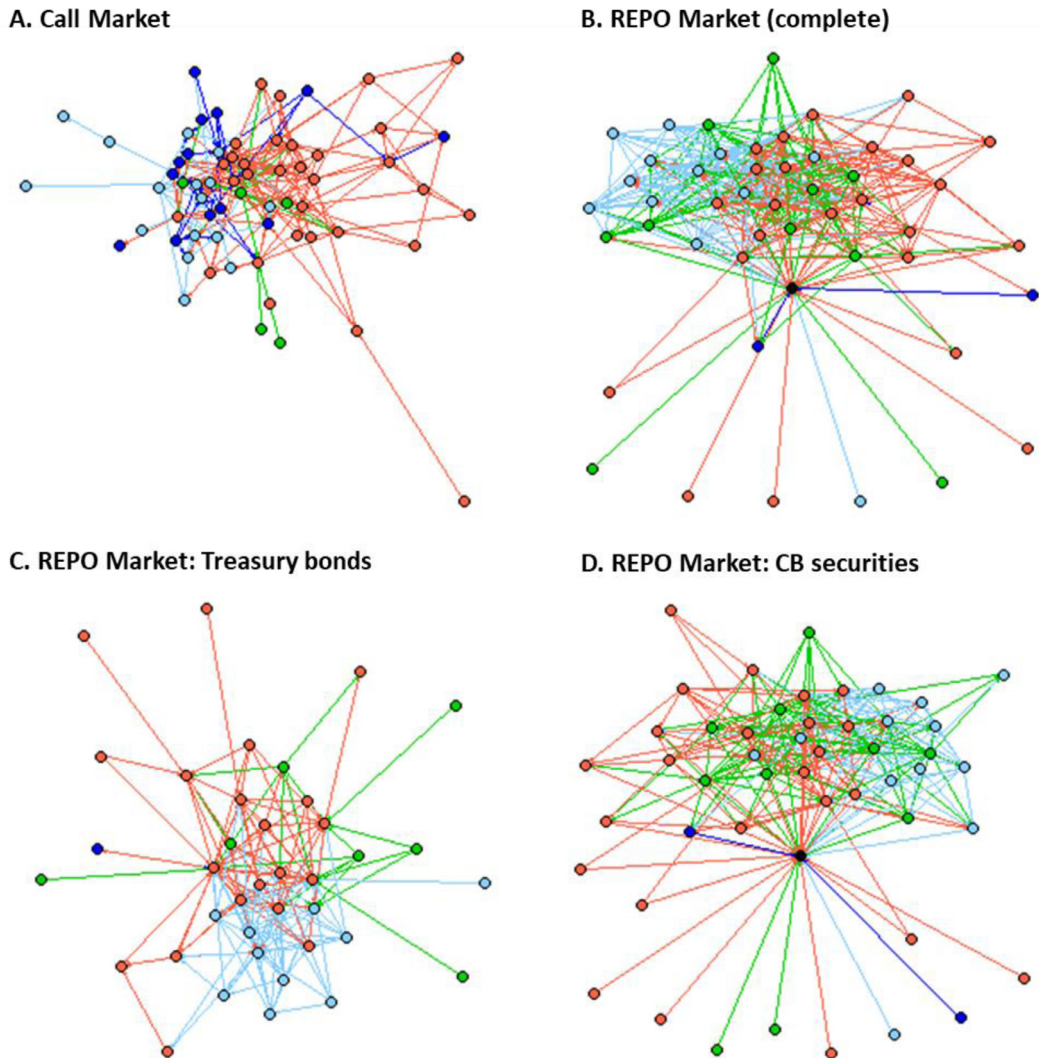 A. Call Market
B. REPO Market (complete)
C. REPO Market: Treasury bonds
D. REPO Market: CB securities